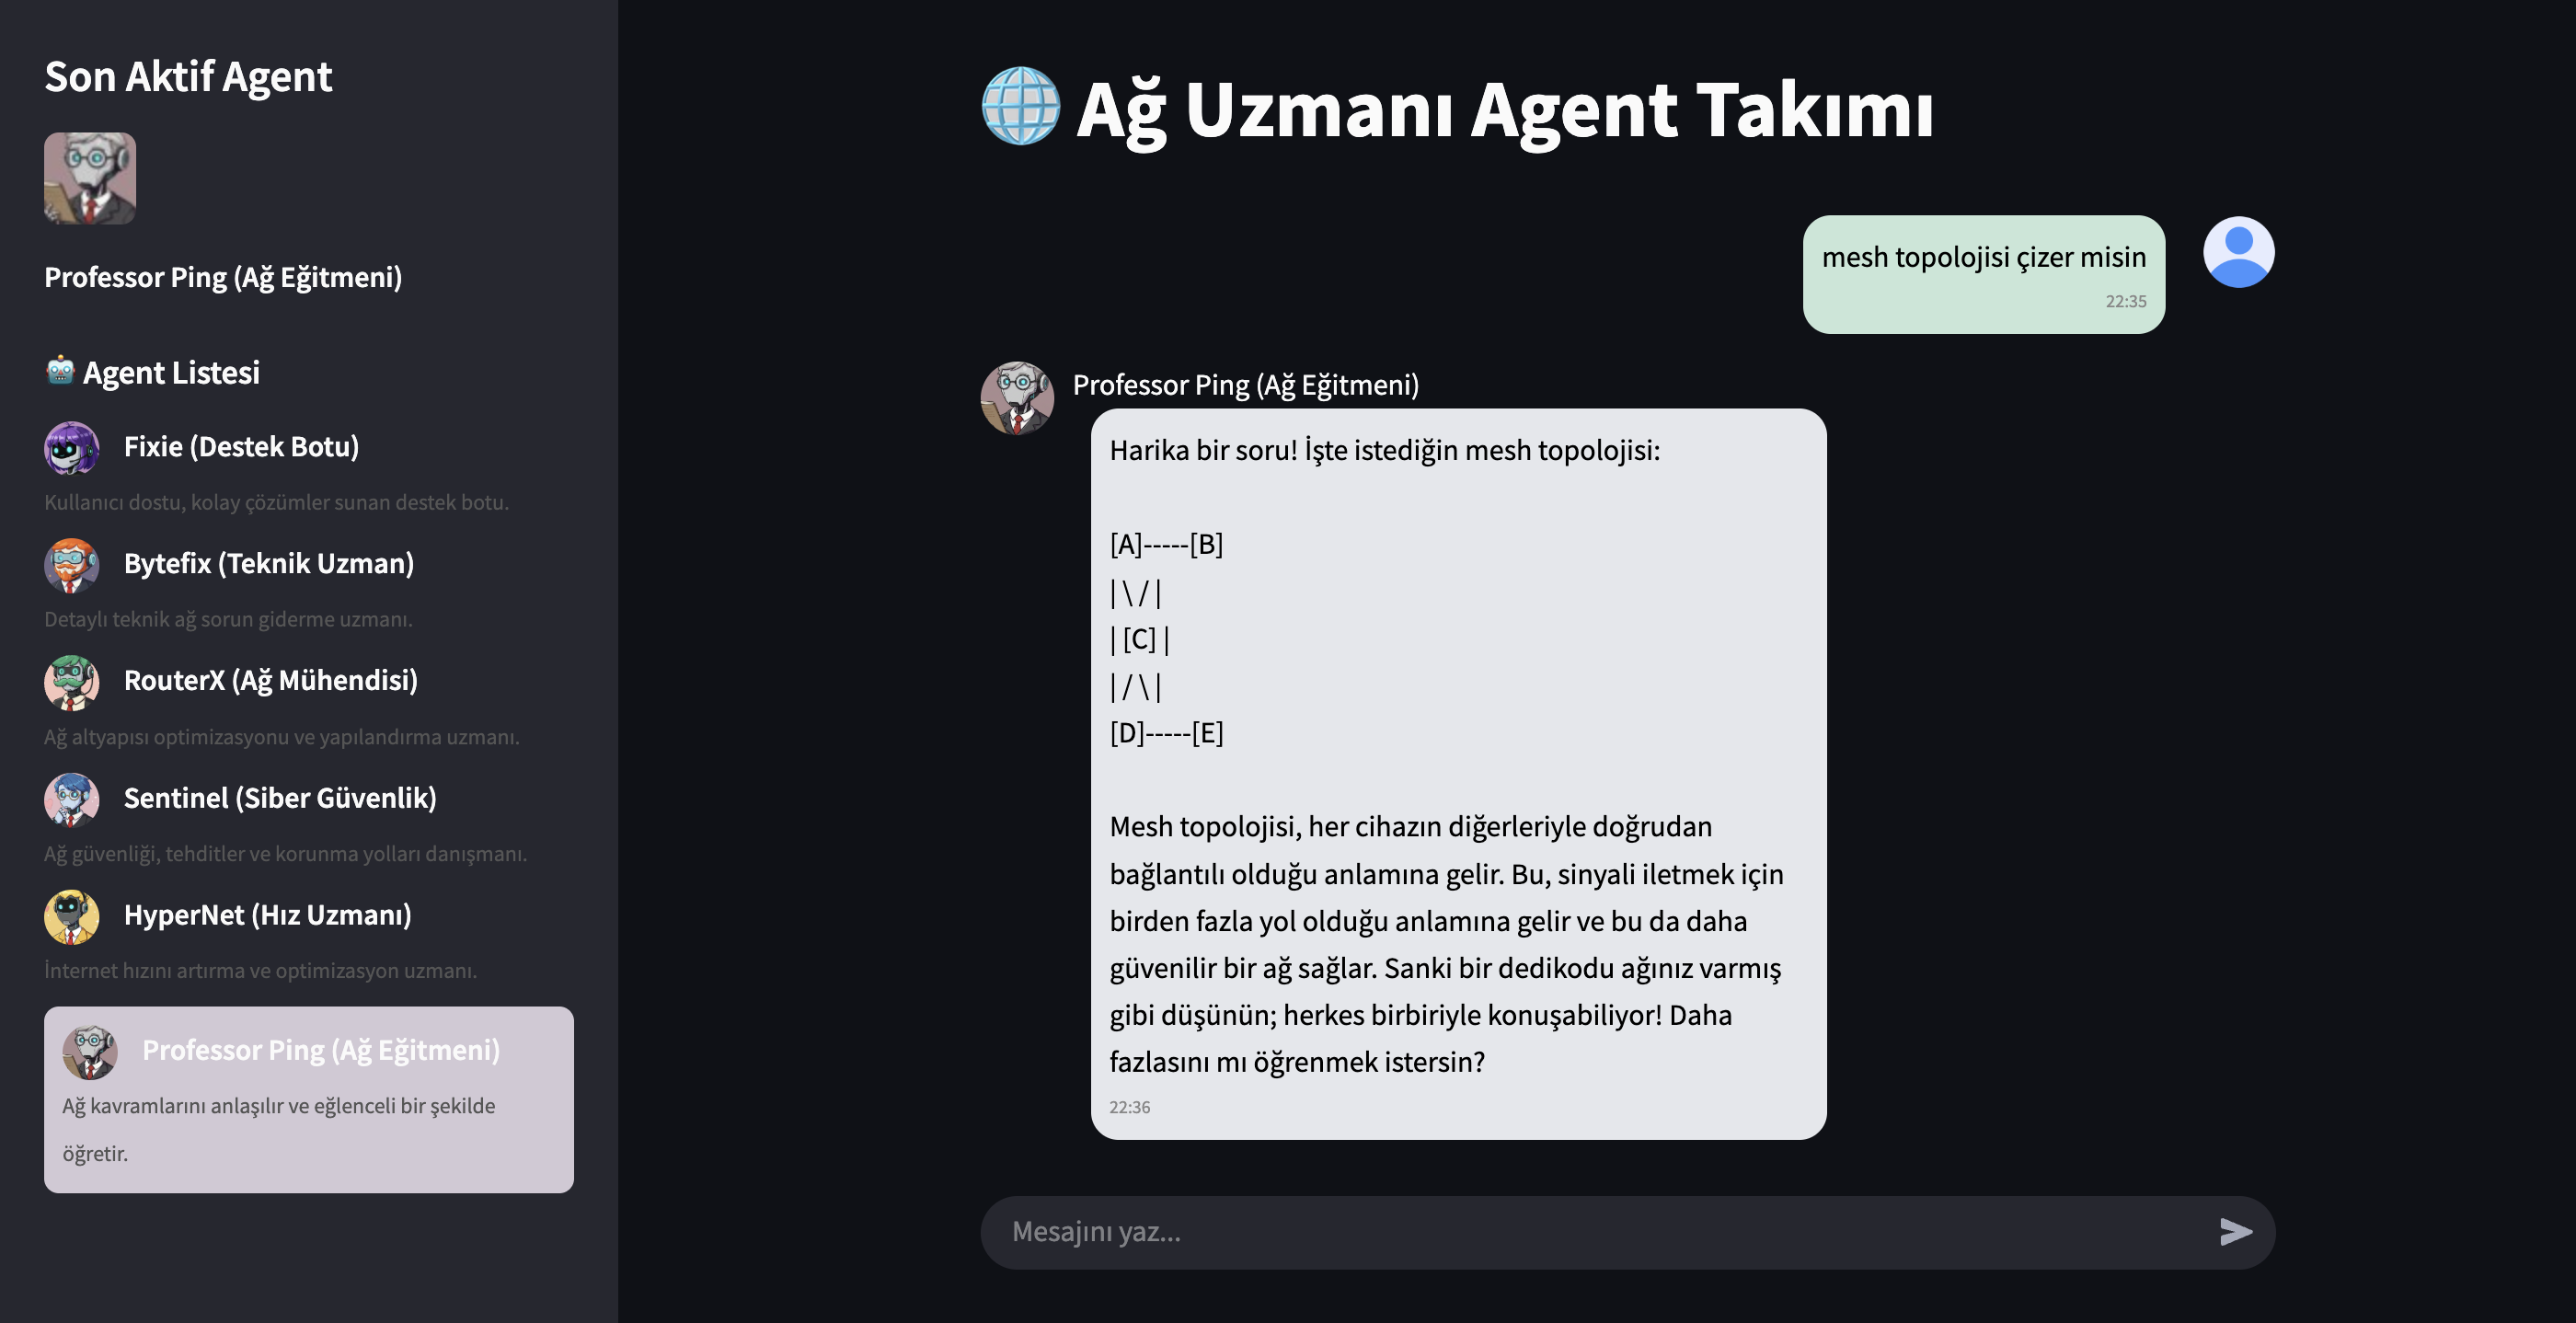 Son Aktif Agent
Professor Ping (Ağ Eğitmeni)
Agent Listesi
Fixie (Destek Botu)
Kullanıcı dostu, kolay çözümler sunan destek botu.
Bytefix (Teknik Uzman)
Detaylı teknik ağ sorun giderme uzmanı.
RouterX (Ağ Mühendisi)
Ağ altyapısı optimizasyonu ve yapılandırma uzmanı.
Sentinel (Siber Güvenlik)
Ağ güvenliği, tehditler ve korunma yolları danışmanı.
HyperNet (Hız Uzmanı)
İnternet hızını artırma ve optimizasyon uzmanı.
Professor Ping (Ağ Eğitmeni)
Ağ kavramlarını anlaşılır ve eğlenceli bir şekilde
öğretir.
Ağ Uzmanı Agent Takımı
mesh topolojisi çizer misin
22:35
Professor Ping (Ağ Eğitmeni)
Harika bir soru! İşte istediğin mesh topolojisi:
[A]-----[B]
| \ / |
| [C] |
| / \ |
[D]-----[E]
Mesh topolojisi, her cihazın diğerleriyle doğrudan
bağlantılı olduğu anlamına gelir. Bu, sinyali iletmek için
birden fazla yol olduğu anlamına gelir ve bu da daha
güvenilir bir ağ sağlar. Sanki bir dedikodu ağınız varmış
gibi düşünün; herkes birbiriyle konuşabiliyor! Daha
fazlasını mı öğrenmek istersin?
22:36
Mesajını yaz...